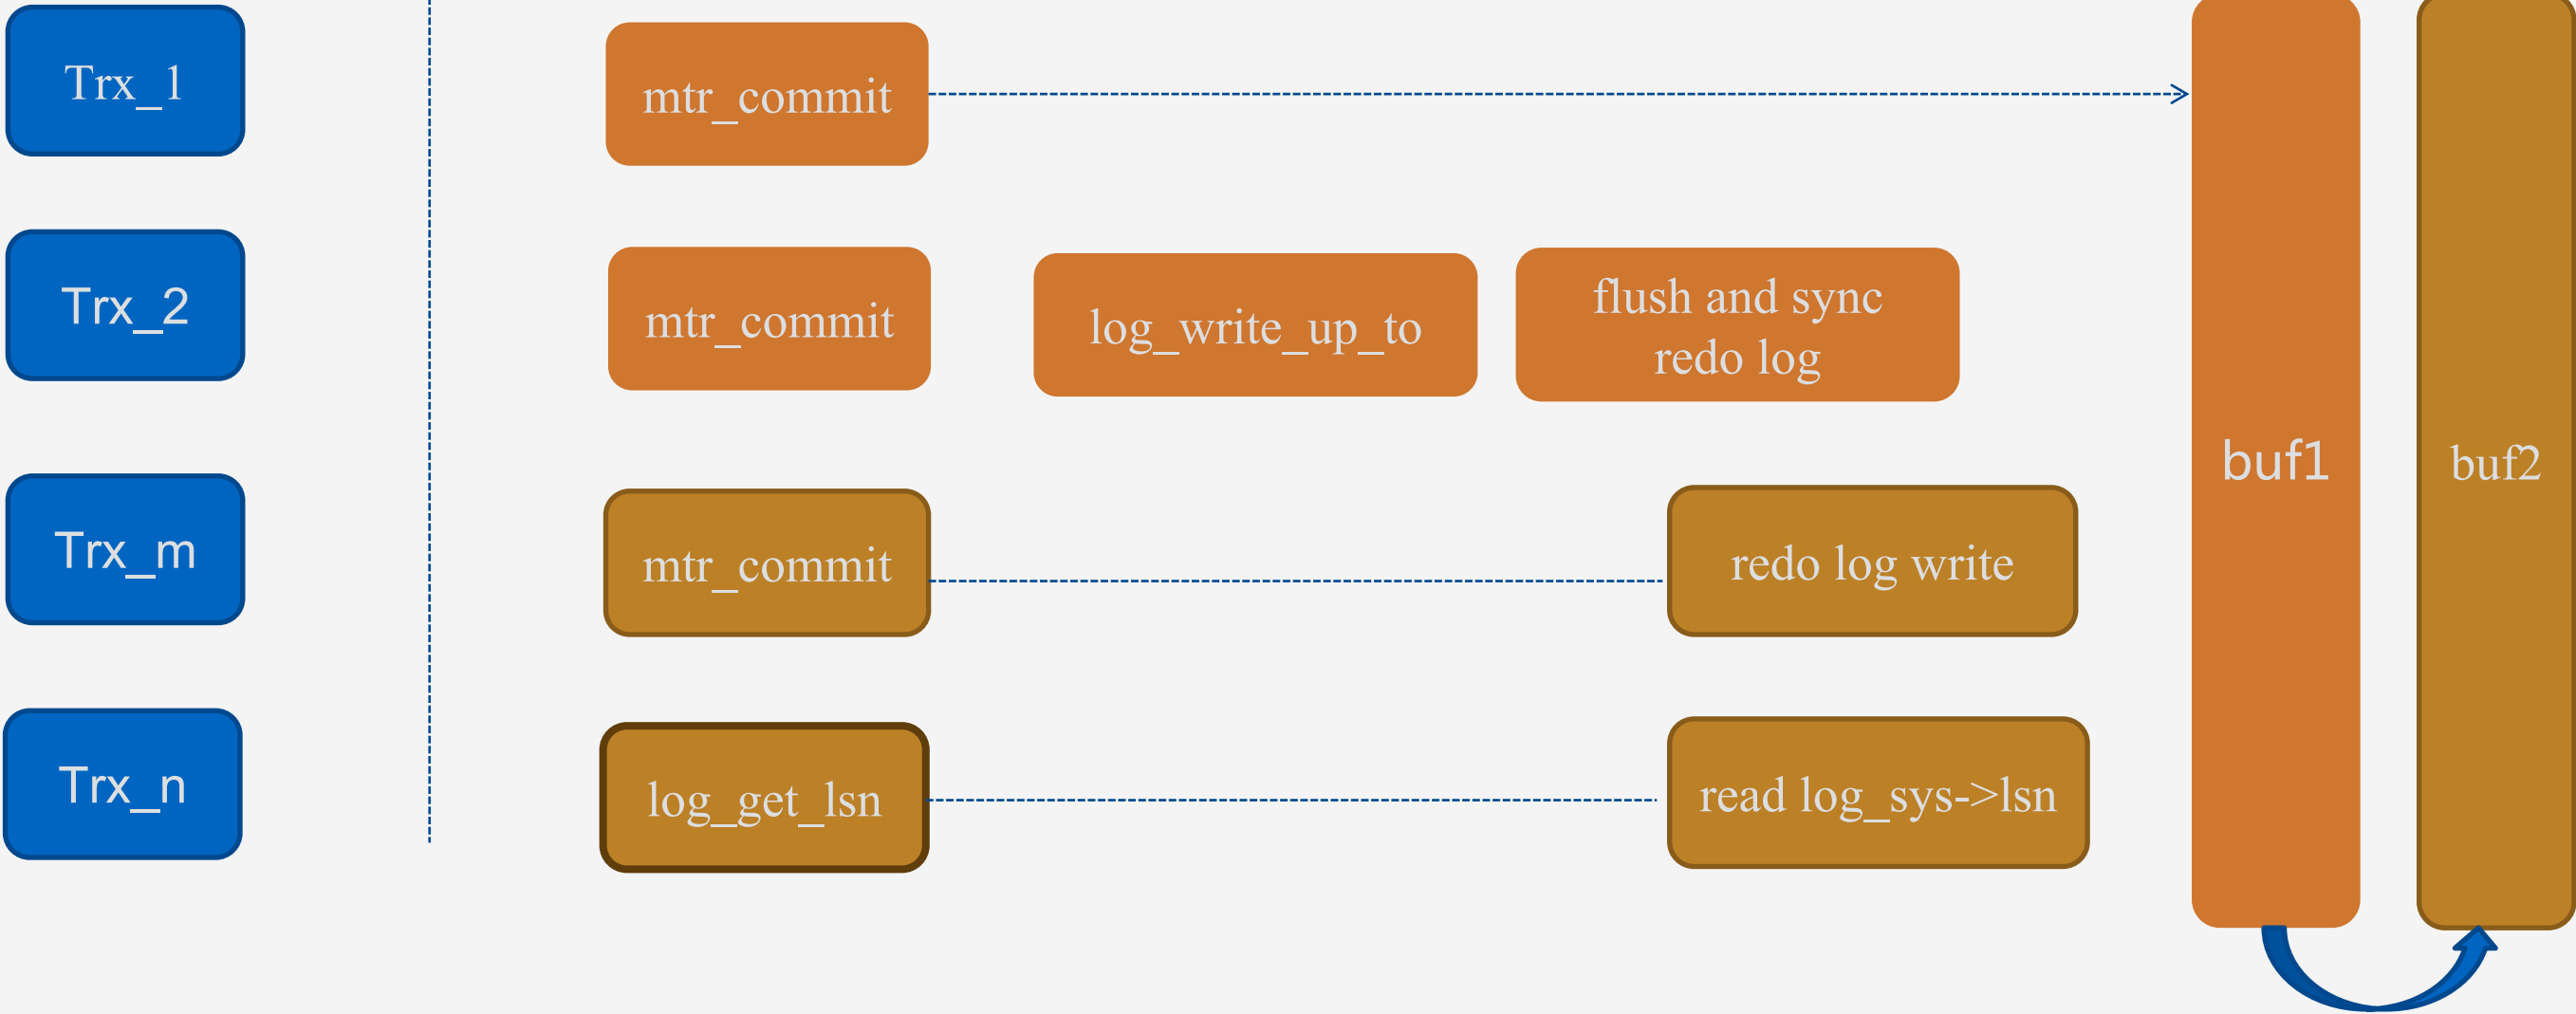 Trx_1
mtr_commit
Trx_2
mtr_commit
log_write_up_to
flush and sync
redo log
buf1
buf2
Trx_m
mtr_commit
redo log write
Trx_n
log_get_lsn
read log_sys->lsn